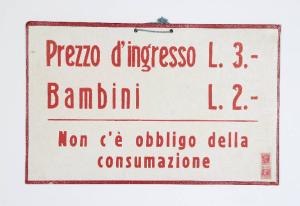 Prezzo d'ingresso L. 3.-
Bambini L. 2.-
Non c'è obbligo della
consumazione